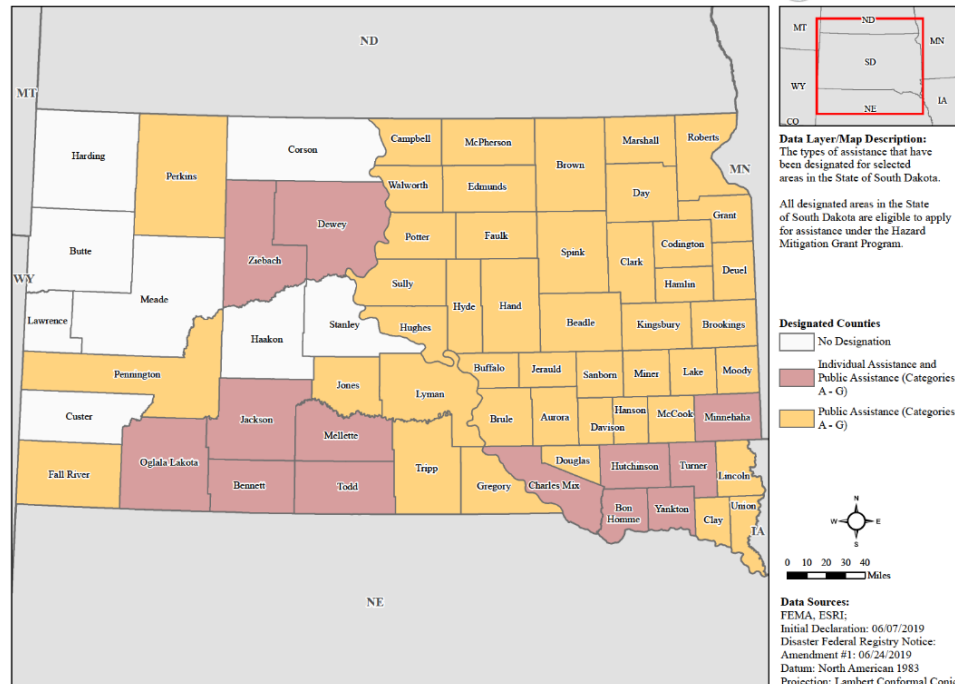 ND
MT
MN
WY
IA
NE
Harding
Perkins
Corson
Campbell
McPherson
Brown
Marshall
Roberts
Walworth
Edmunds
Day
Grant
Butte
Ziebach
Dewey
Potter
Faulk
Spink
Clark
Codington
Hamlin
Deuel
Lawrence
Meade
Haakon
Stanley
Sully
Hughes
Hyde
Hand
Beadle
Kingsbury
Brookings
Pennington
Jones
Lyman
Buffalo
Jerauld
Sanborn
Miner
Lake
Moody
Custer
Jackson
Mellette
Brule
Aurora
Davison
Hanson
McCook
Minnehaha
Fall River
Oglala Lakota
Bennett
Todd
Tripp
Gregory
Charles Mix
Douglas
Hutchinson
Turner
Lincoln
Bon
Homme
Yankton
Clay
Union
ND
MT
MN
SD
WY
IA
NE
CO
Data Layer/Map Description:
The types of assistance that have
been designated for selected
areas in the State of South Dakota.
All designated areas in the State
of South Dakota are eligible to apply
for assistance under the Hazard
Mitigation Grant Program.
Designated Counties
No Designation
Individual Assistance and
Public Assistance (Categories
A - G)
Public Assistance (Categories
A - G)
N
W
E
S
0 10 20 30 40
Miles
Data Sources:
FEMA, ESRI;
Initial Declaration: 06/07/2019
Disaster Federal Registry Notice:
Amendment #1: 06/24/2019
Datum: North American 1983
Projection: Lambert Conformal Conic